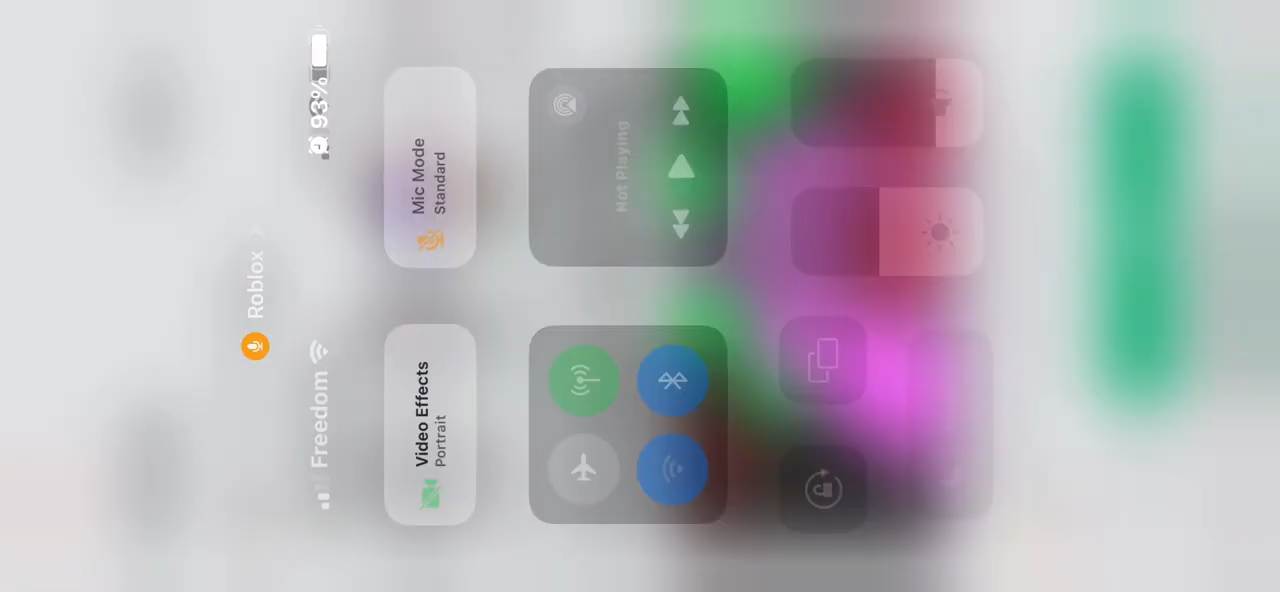 Roblox
Freedom
93%
Video Effects
Portrait
Mic Mode
Standard
Not Playing